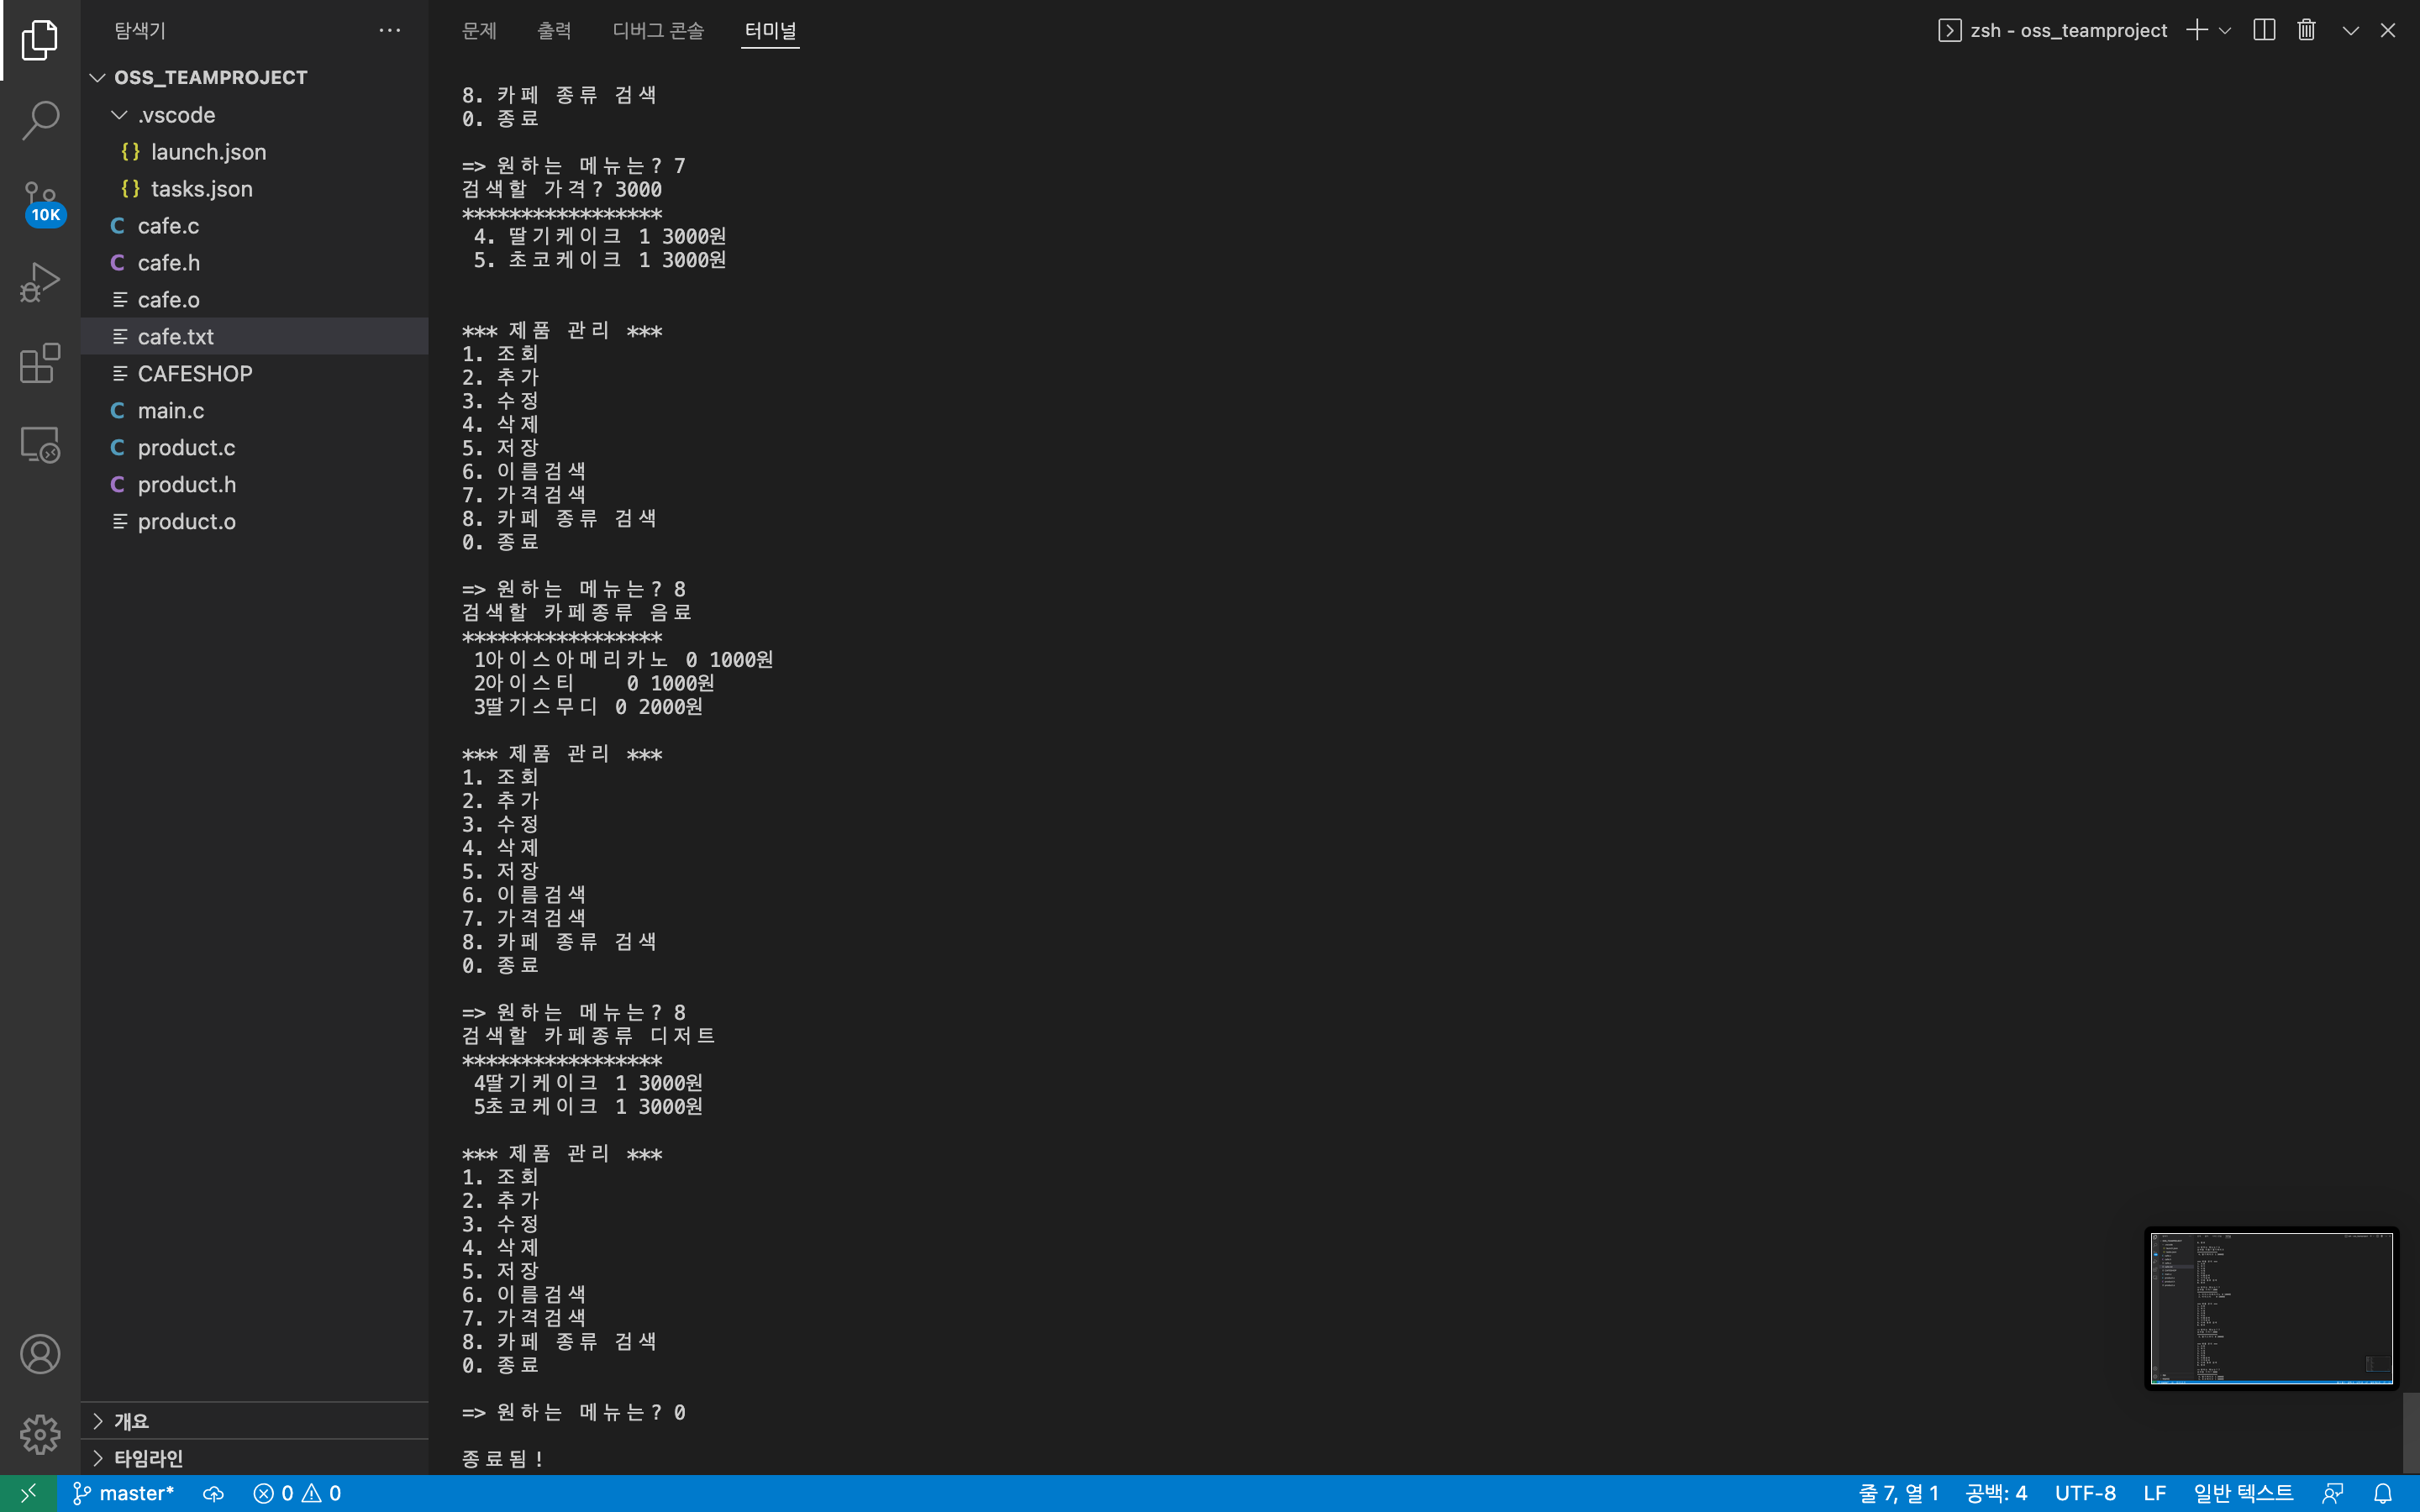 탐색기
OSS_TEAMPROJECT
.vscode
{} launch.json
{} tasks.json
C cafe.c
C cafe.h
cafe.o
cafe.txt
CAFESHOP
C main.c
C product.c
C product.h
product.o
10K
개요
타임라인
문제 출력 디버그 콘솔 터미널
zsh - oss_teamproject
8. 카페 종류 검색
0. 종료
=> 원하는 메뉴는? 7
검색할 가격? 3000
*****************
4. 딸기케이크 1 3000원
5. 초코케이크 1 3000원
*** 제품 관리 ***
1. 조회
2. 추가
3. 수정
4. 삭제
5. 저장
6. 이름검색
7. 가격검색
8. 카페 종류 검색
0. 종료
=> 원하는 메뉴는? 8
검색할 카페종류 음료
*****************
1아이스아메리카노 0 1000원
2아이스티 0 1000원
3딸기스무디 0 2000원
*** 제품 관리 ***
1. 조회
2. 추가
3. 수정
4. 삭제
5. 저장
6. 이름검색
7. 가격검색
8. 카페 종류 검색
0. 종료
=> 원하는 메뉴는? 8
검색할 카페종류 디저트
*****************
4딸기케이크 1 3000원
5초코케이크 1 3000원
*** 제품 관리 ***
1. 조회
2. 추가
3. 수정
4. 삭제
5. 저장
6. 이름검색
7. 가격검색
8. 카페 종류 검색
0. 종료
=> 원하는 메뉴는? 0
종료됨!
master* 0 0
줄 7, 열 1 공백: 4 UTF-8 LF 일반 텍스트